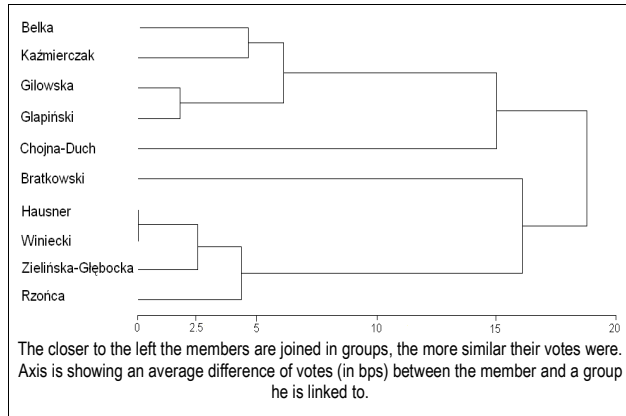 Belka
Kaźmierczak
Gilowska
Glapiński
Chojna-Duch
Bratkowski
Hausner
Winiecki
Zielińska-Głębocka
Rzońca
0 2.5 5 10 15 20
The closer to the left the members are joined in groups, the more similar their votes were.
Axis is showing an average difference of votes (in bps) between the member and a group
he is linked to.